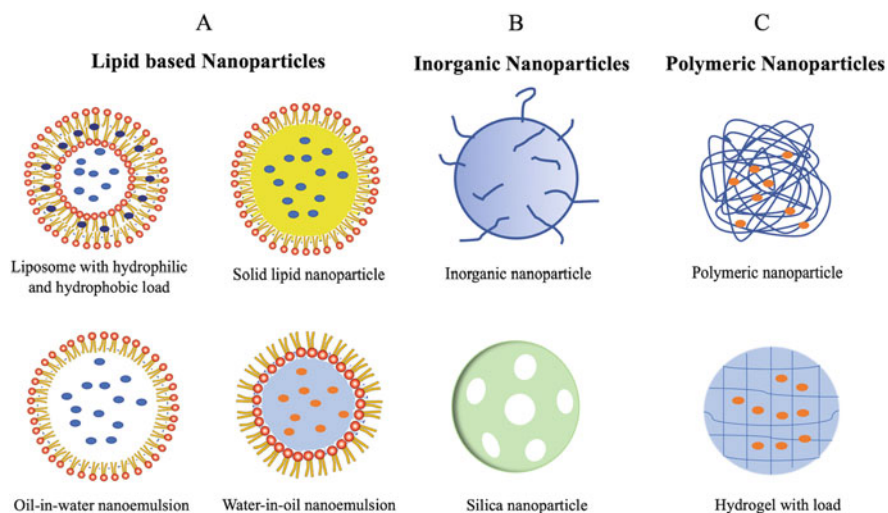 A
B
C
Lipid based Nanoparticles
Inorganic Nanoparticles
Polymeric Nanoparticles
Liposome with hydrophilic
and hydrophobic load
Solid lipid nanoparticle
Inorganic nanoparticle
Polymeric nanoparticle
Oil-in-water nanoemulsion
Water-in-oil nanoemulsion
Silica nanoparticle
Hydrogel with load